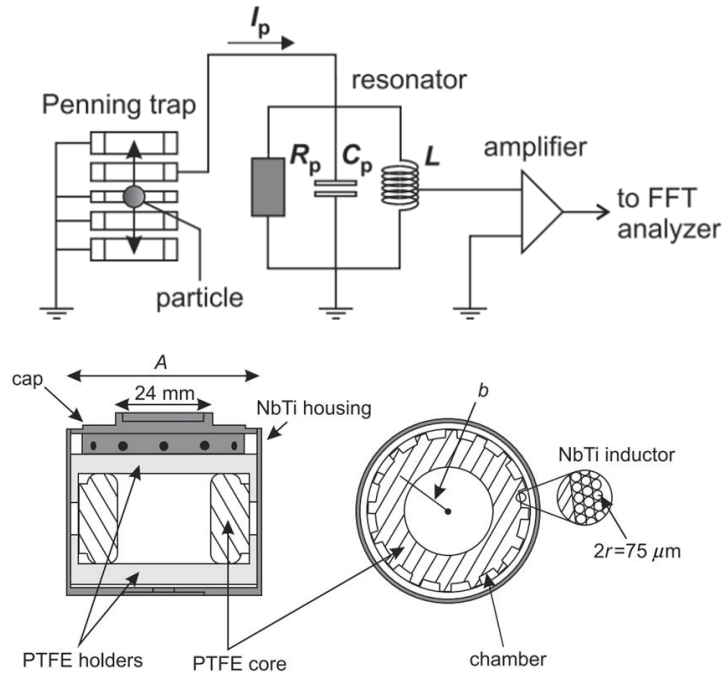 Ip
resonator
Penning trap
Rp
Cp
L
amplifier
to FFT
analyzer
particle
A
cap
24 mm
NbTi housing
b
NbTi inductor
2r=75 μm
PTFE holders
PTFE core
chamber